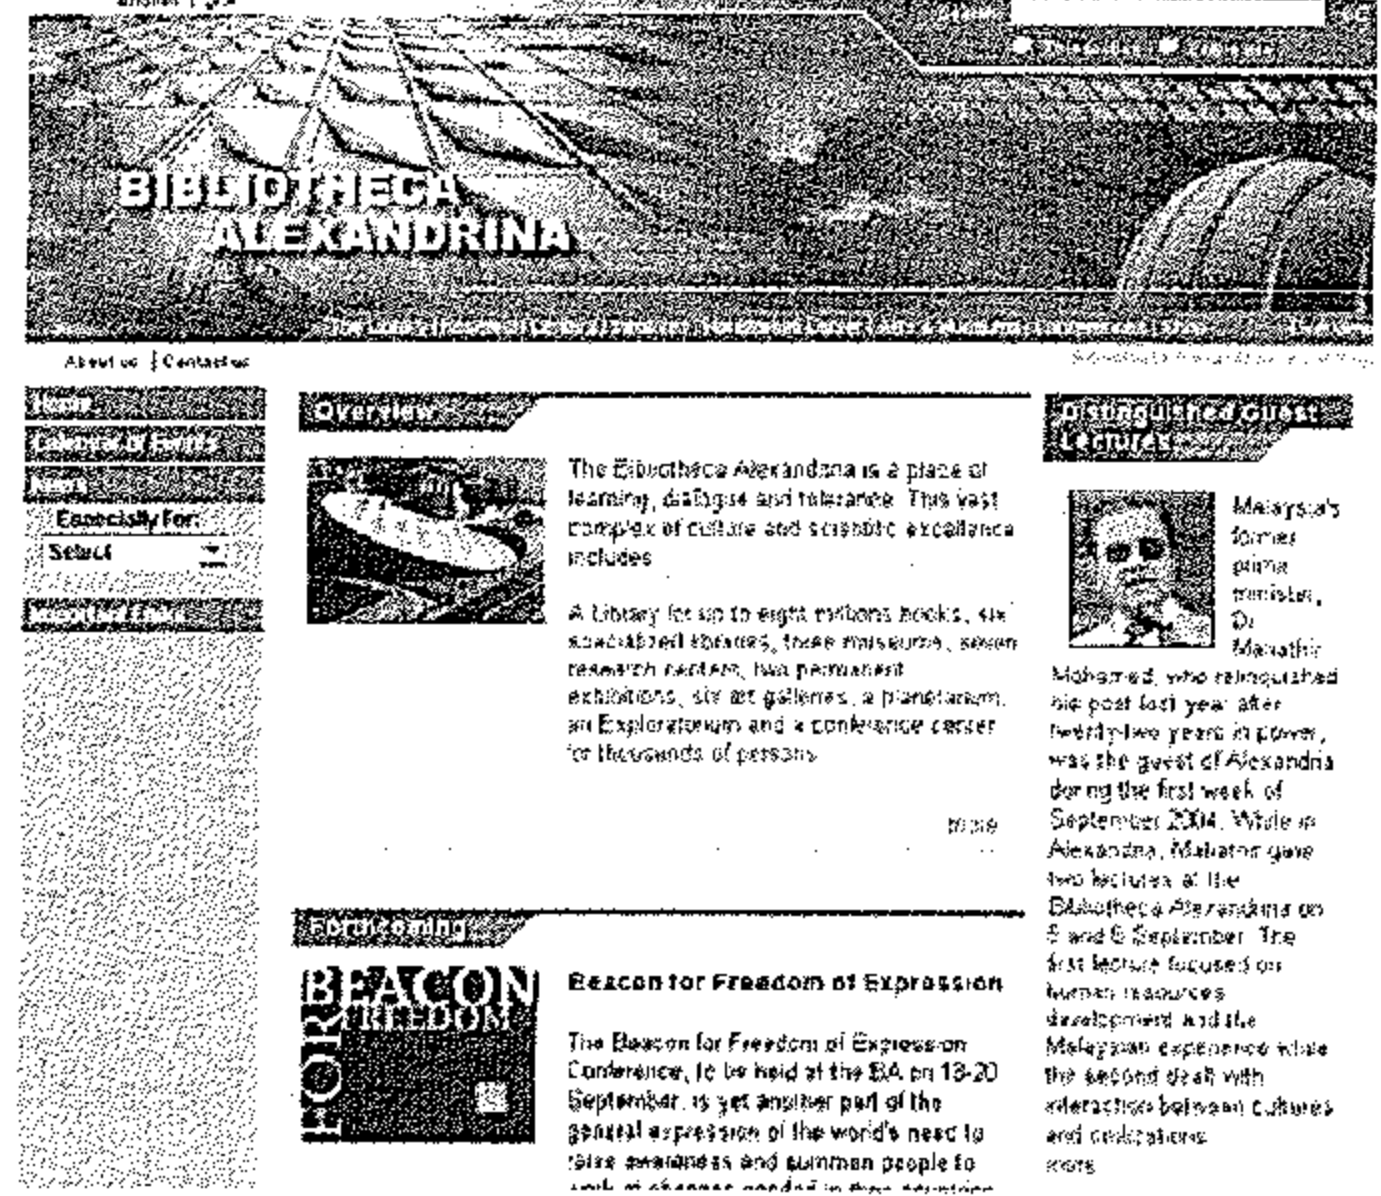 BIBLIOTHECA
ALEXANDRINA
About us | Contact us
Home
Calendar of Events
News
Especially For:
Select
Overview
The Bibliotheca Alexandrina is a place of
learning, dialogue and tolerance. This vast
complex of culture and scientific excellence
includes
A Library for up to eight millions books, six
specialized libraries, three museums, seven
research centers, two permanent
exhibitions, six art galleries, a planetarium,
an Exploratorium and a conference center
for thousands of persons
more
Forthcoming
BEACON
FREEDOM
FOR
Beacon for Freedom of Expression
The Beacon for Freedom of Expression
Conference, to be held at the BA on 18-20
September, is yet another part of the
general expression of the world's need to
raise awareness and summon people to
Distinguished Guest
Lectures
Malaysia's
former
prime
minister,
Dr
Mahathir
Mohamed, who relinquished
his post last year after
twenty-two years in power,
was the guest of Alexandria
during the first week of
September 2004. While in
Alexandria, Mahathir gave
two lectures at the
Bibliotheca Alexandrina on
5 and 6 September. The
first lecture focused on
human resources
development and the
Malaysian experience while
the second dealt with
interaction between cultures
and civilizations
more